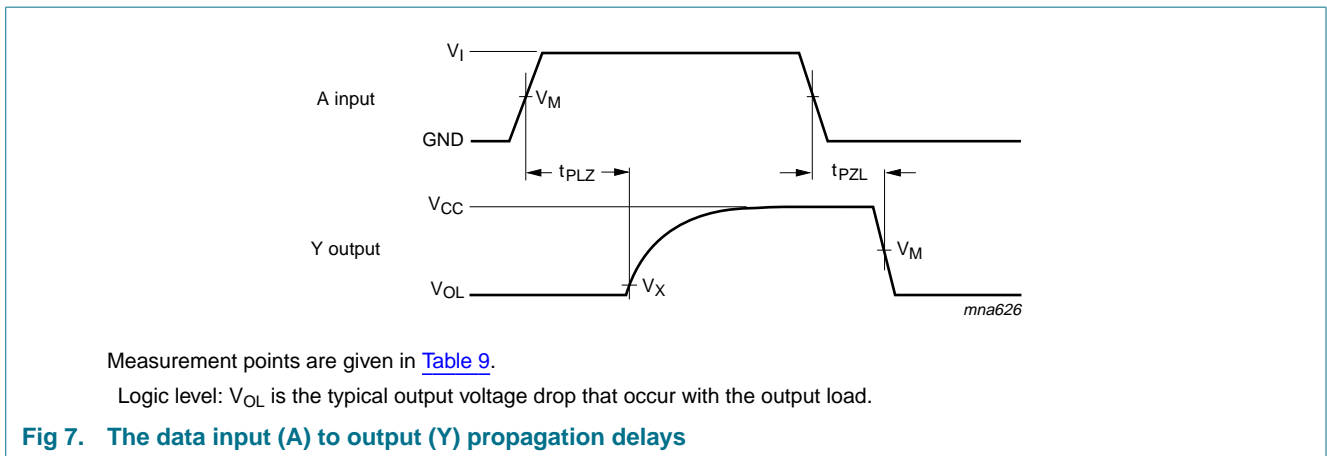 V_I
A input
V_M
GND
t_PLZ
t_PZL
V_CC
Y output
V_M
V_OL
V_X
mna626
Measurement points are given in Table 9.
Logic level: V_OL is the typical output voltage drop that occur with the output load.
Fig 7. The data input (A) to output (Y) propagation delays